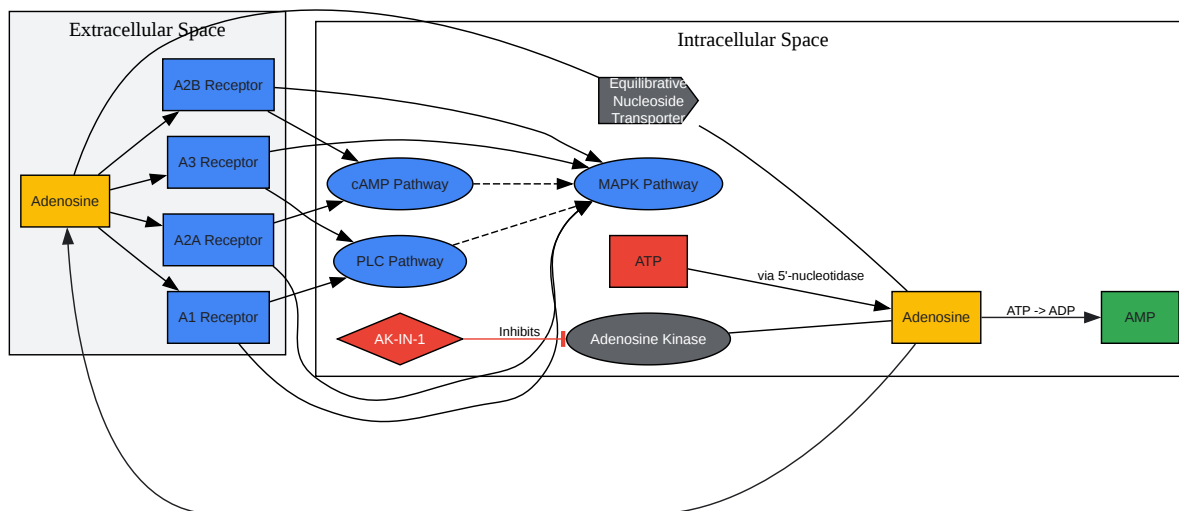 Extracellular Space
Intracellular Space
A2B Receptor
Equilibrative
Nucleoside
Transporter
A3 Receptor
Adenosine
cAMP Pathway
MAPK Pathway
A2A Receptor
PLC Pathway
ATP
via 5'-nucleotidase
A1 Receptor
AK-IN-1
Inhibits
Adenosine Kinase
Adenosine
ATP -> ADP
AMP